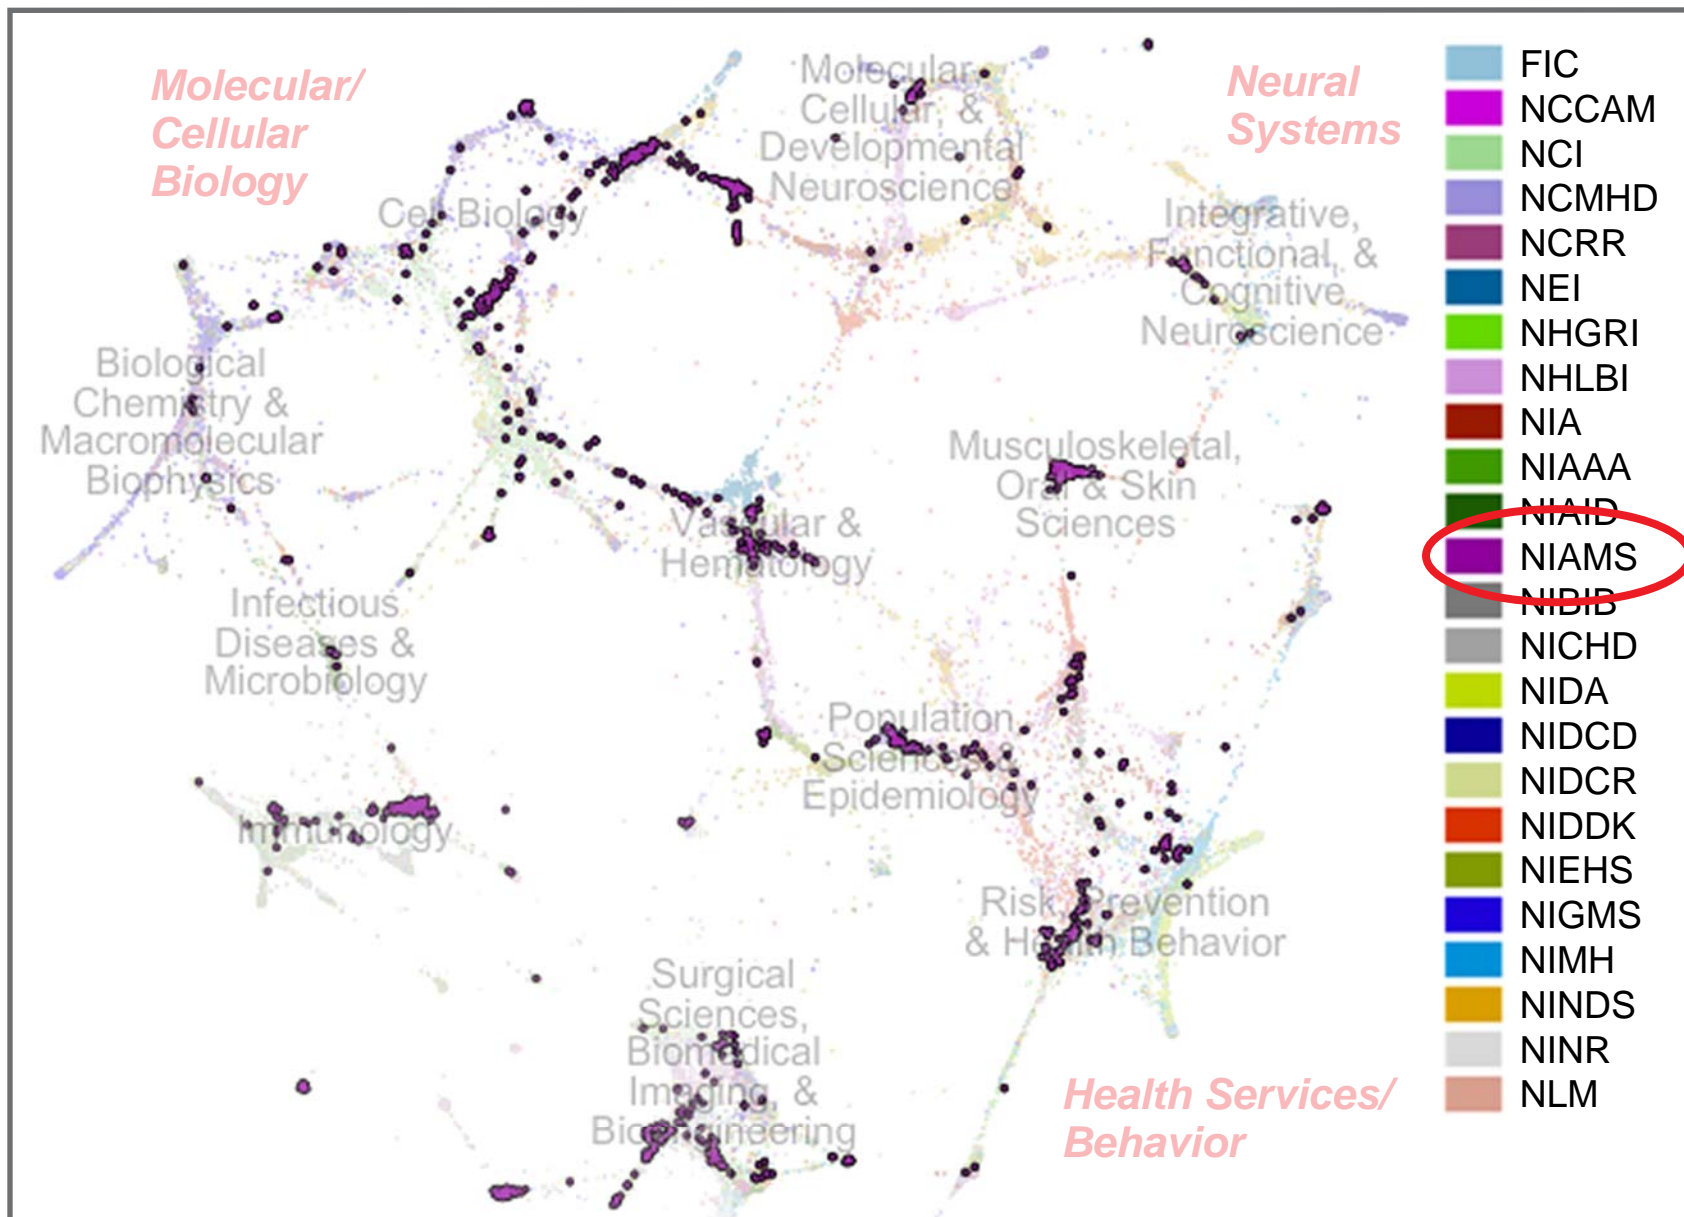 Molecular/
Cellular
Biology
Molecular,
Cellular, &
Developmental
Neuroscience
Neural
Systems
Cell Biology
Integrative,
Functional, &
Cognitive
Neuroscience
Biological
Chemistry &
Macromolecular
Biophysics
Musculoskeletal,
Oral & Skin
Sciences
Vascular &
Hematology
Infectious
Diseases &
Microbiology
Population
Sciences &
Epidemiology
Immunology
Risk, Prevention
& Health Behavior
Surgical
Sciences,
Biomedical
Imaging, &
Bioengineering
Health Services/
Behavior
FIC
NCCAM
NCI
NCMHD
NCRR
NEI
NHGRI
NHLBI
NIA
NIAAA
NIAID
NIAMS
NIBIB
NICHD
NIDA
NIDCD
NIDCR
NIDDK
NIEHS
NIGMS
NIMH
NINDS
NINR
NLM